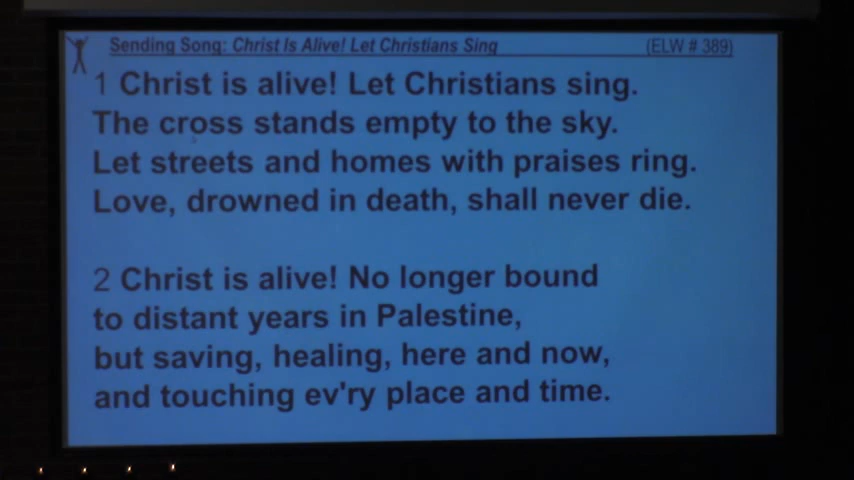 Sending Song: Christ Is Alive! Let Christians Sing (ELW # 389)
1 Christ is alive! Let Christians sing.
The cross stands empty to the sky.
Let streets and homes with praises ring.
Love, drowned in death, shall never die.
2 Christ is alive! No longer bound
to distant years in Palestine,
but saving, healing, here and now,
and touching ev'ry place and time.